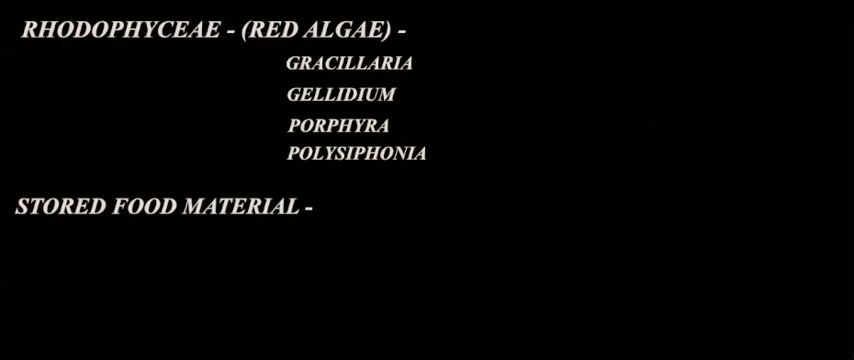 RHODOPHYCEAE - (RED ALGAE) -
GRACILLARIA
GELLIDIUM
PORPHYRA
POLYSIPHONIA
STORED FOOD MATERIAL -